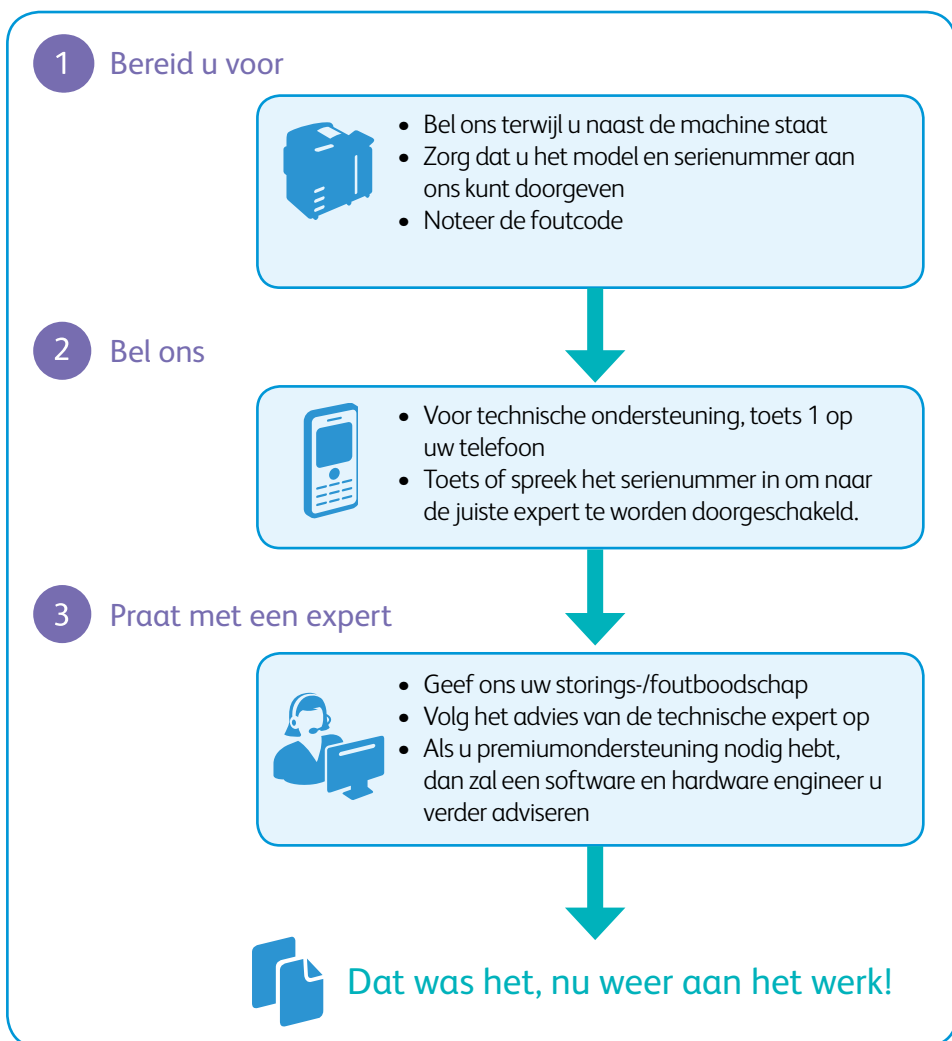 1 Bereid u voor
• Bel ons terwijl u naast de machine staat
• Zorg dat u het model en serienummer aan
ons kunt doorgeven
• Noteer de foutcode
2 Bel ons
• Voor technische ondersteuning, toets 1 op
uw telefoon
• Toets of spreek het serienummer in om naar
de juiste expert te worden doorgeschakeld.
3 Praat met een expert
• Geef ons uw storings-/foutboodschap
• Volg het advies van de technische expert op
• Als u premiumondersteuning nodig hebt,
dan zal een software en hardware engineer u
verder adviseren
Dat was het, nu weer aan het werk!